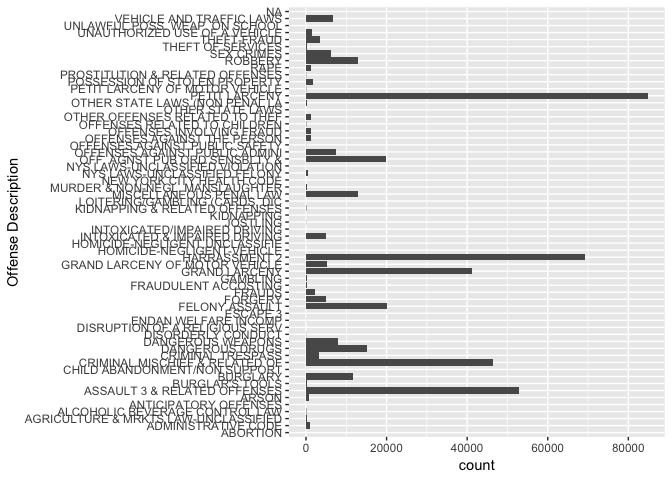 NA
VEHICLE AND TRAFFIC LAWS
UNLAWFUL POSS. WEAP. ON SCHOOL
UNAUTHORIZED USE OF A VEHICLE
THEFT-FRAUD
THEFT OF SERVICES
SEX CRIMES
ROBBERY
RAPE
PROSTITUTION & RELATED OFFENSES
POSSESSION OF STOLEN PROPERTY
PETIT LARCENY OF MOTOR VEHICLE
PETIT LARCENY
OTHER STATE LAWS (NON PENAL LA
OTHER STATE LAWS
OTHER OFFENSES RELATED TO THEF
OFFENSES RELATED TO CHILDREN
OFFENSES INVOLVING FRAUD
OFFENSES AGAINST THE PERSON
OFFENSES AGAINST PUBLIC SAFETY
OFFENSES AGAINST PUBLIC ADMINI
OFF. AGNST PUB ORD SENSBLTY &
NYS LAWS-UNCLASSIFIED VIOLATION
NYS LAWS-UNCLASSIFIED FELONY
NEW YORK CITY HEALTH CODE
MURDER & NON-NEGL. MANSLAUGHTER
MISCELLANEOUS PENAL LAW
LOITERING/GAMBLING (CARDS, DIC
KIDNAPPING & RELATED OFFENSES
KIDNAPPING
JOSTLING
INTOXICATED/IMPAIRED DRIVING
INTOXICATED & IMPAIRED DRIVING
HOMICIDE-NEGLIGENT,UNCLASSIFIE
HOMICIDE-NEGLIGENT-VEHICLE
HARRASSMENT 2
GRAND LARCENY OF MOTOR VEHICLE
GRAND LARCENY
GAMBLING
FRAUDULENT ACCOSTING
FRAUDS
FORGERY
FELONY ASSAULT
ESCAPE 3
ENDAN WELFARE INCOMP
DISRUPTION OF A RELIGIOUS SERV
DISORDERLY CONDUCT
DANGEROUS WEAPONS
DANGEROUS DRUGS
CRIMINAL TRESPASS
CRIMINAL MISCHIEF & RELATED OF
CHILD ABANDONMENT/NON SUPPORT
BURGLARY
BURGLAR'S TOOLS
ASSAULT 3 & RELATED OFFENSES
ARSON
ANTICIPATORY OFFENSES
ALCOHOLIC BEVERAGE CONTROL LAW
AGRICULTURE & MRKTS LAW-UNCLASSIFIED
ADMINISTRATIVE CODE
ABORTION
Offense Description
0
20000
40000
60000
80000
count